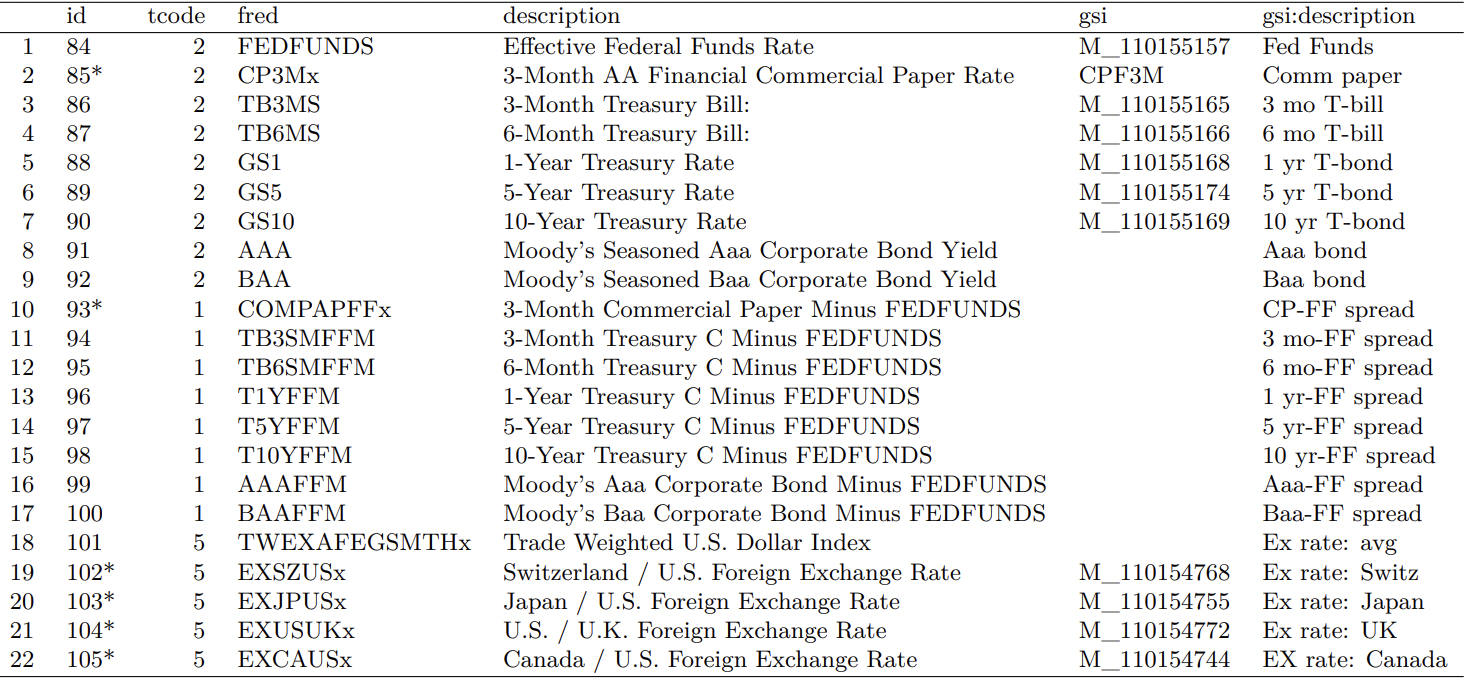 id tcode fred description gsi gsi:description
1 84 2 FEDFUNDS Effective Federal Funds Rate M_110155157 Fed Funds
2 85* 2 CP3Mx 3-Month AA Financial Commercial Paper Rate CPF3M Comm paper
3 86 2 TB3MS 3-Month Treasury Bill: M_110155165 3 mo T-bill
4 87 2 TB6MS 6-Month Treasury Bill: M_110155166 6 mo T-bill
5 88 2 GS1 1-Year Treasury Rate M_110155168 1 yr T-bond
6 89 2 GS5 5-Year Treasury Rate M_110155174 5 yr T-bond
7 90 2 GS10 10-Year Treasury Rate M_110155169 10 yr T-bond
8 91 2 AAA Moody's Seasoned Aaa Corporate Bond Yield Aaa bond
9 92 2 BAA Moody's Seasoned Baa Corporate Bond Yield Baa bond
10 93* 1 COMPAPFFx 3-Month Commercial Paper Minus FEDFUNDS CP-FF spread
11 94 1 TB3SMFFM 3-Month Treasury C Minus FEDFUNDS 3 mo-FF spread
12 95 1 TB6SMFFM 6-Month Treasury C Minus FEDFUNDS 6 mo-FF spread
13 96 1 T1YFFM 1-Year Treasury C Minus FEDFUNDS 1 yr-FF spread
14 97 1 T5YFFM 5-Year Treasury C Minus FEDFUNDS 5 yr-FF spread
15 98 1 T10YFFM 10-Year Treasury C Minus FEDFUNDS 10 yr-FF spread
16 99 1 AAAFFM Moody's Aaa Corporate Bond Minus FEDFUNDS Aaa-FF spread
17 100 1 BAAFFM Moody's Baa Corporate Bond Minus FEDFUNDS Baa-FF spread
18 101 5 TWEXAFEGSMTHx Trade Weighted U.S. Dollar Index Ex rate: avg
19 102* 5 EXSZUSx Switzerland / U.S. Foreign Exchange Rate M_110154768 Ex rate: Switz
20 103* 5 EXJPUSx Japan / U.S. Foreign Exchange Rate M_110154755 Ex rate: Japan
21 104* 5 EXUSUKx U.S. / U.K. Foreign Exchange Rate M_110154772 Ex rate: UK
22 105* 5 EXCAUSx Canada / U.S. Foreign Exchange Rate M_110154744 EX rate: Canada